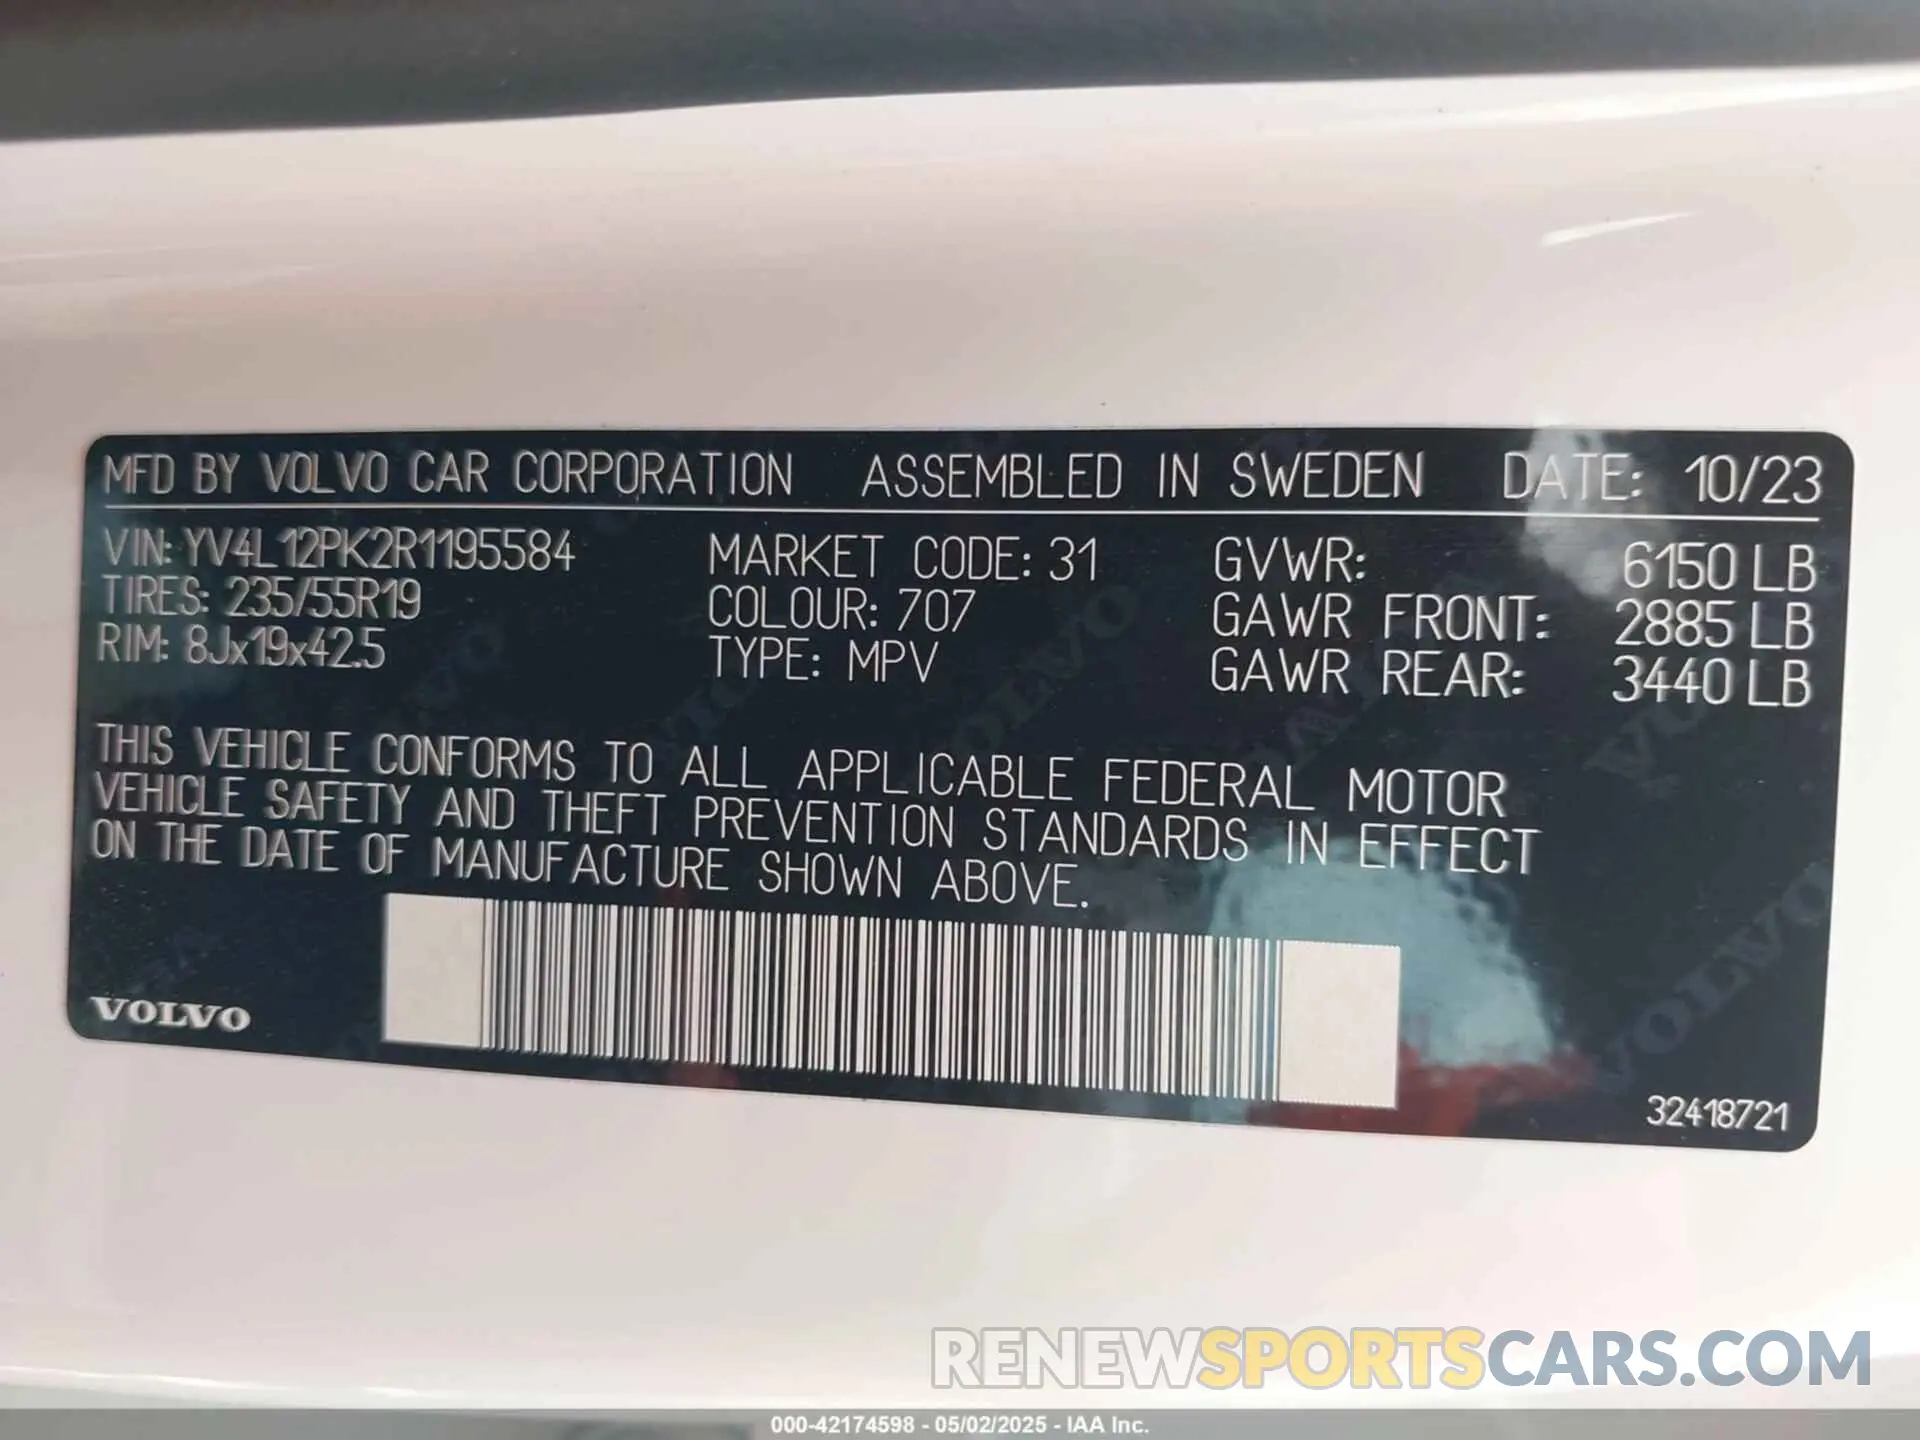 MFD BY VOLVO CAR CORPORATION ASSEMBLED IN SWEDEN DATE: 10/23
VIN: YV4L12PK2R1195584 MARKET CODE: 31 GVWR: 6150 LB
TIRES: 235/55R19 COLOUR: 707 GAWR FRONT: 2885 LB
RIM: 8Jx19x42.5 TYPE: MPV GAWR REAR: 3440 LB
THIS VEHICLE CONFORMS TO ALL APPLICABLE FEDERAL MOTOR
VEHICLE SAFETY AND THEFT PREVENTION STANDARDS IN EFFECT
ON THE DATE OF MANUFACTURE SHOWN ABOVE.
VOLVO
32418721
RENEWSPORTSCARS.COM
000-42174598 - 05/02/2025 - IAA Inc.